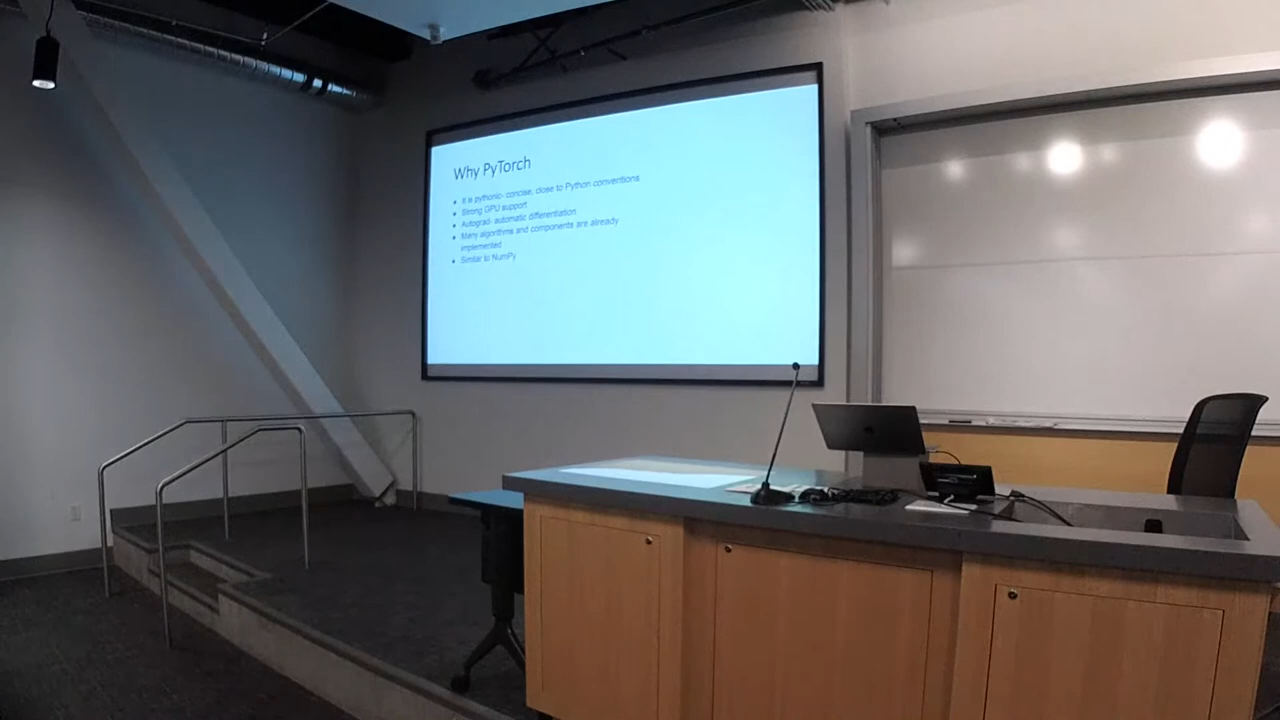 Why PyTorch
• It is pythonic- concise, close to Python conventions
• Strong GPU support
• Autograd- automatic differentiation
• Many algorithms and components are already
implemented
• Similar to NumPy